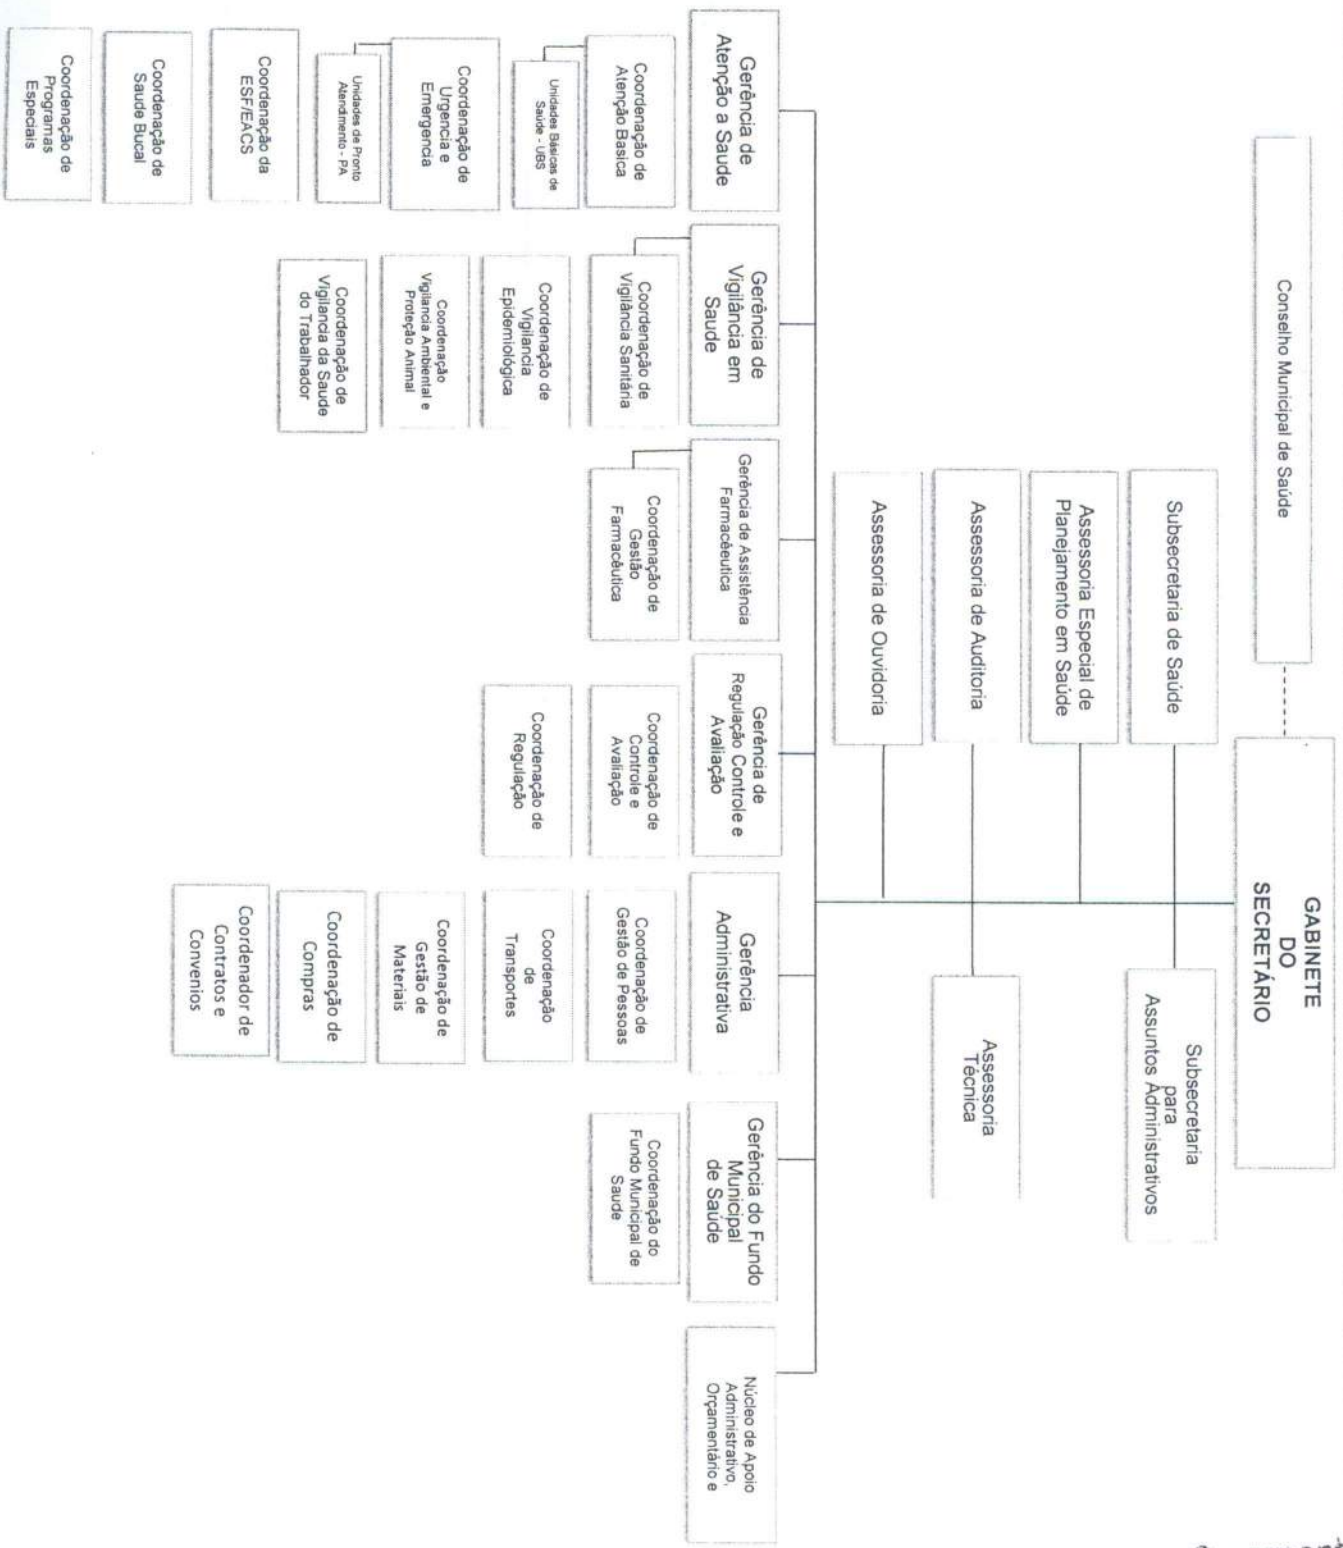 Conselho Municipal de Saúde
GABINETE
DO
SECRETÁRIO
Subsecretaria de Saúde
Subsecretaria
para
Assuntos Administrativos
Assessoria Especial de
Planejamento em Saúde
Assessoria de Auditoria
Assessoria
Técnica
Assessoria de Ouvidoria
Gerência de
Atenção a Saude
Coordenação de
Atenção Basica
Unidades Básicas de
Saúde - UBS
Coordenação de
Urgencia e
Emergencia
Unidades de Pronto
Atendimento - PA
Coordenação da
ESF/EACS
Coordenação de
Saude Bucal
Coordenação de
Programas
Especiais
Gerência de
Vigilância em
Saude
Coordenação de
Vigilância Sanitária
Coordenação de
Vigilancia
Epidemiológica
Coordenação
Vigilancia Ambiental e
Proteção Animal
Coordenação de
Vigilancia da Saude
do Trabalhador
Gerência de Assistência
Farmacêeutica
Coordenação de
Gestão
Farmacêutica
Gerência de
Regulação Controle e
Avaliação
Coordenação de
Controle e
Avaliação
Coordenação de
Regulação
Gerência
Administrativa
Coordenação de
Gestão de Pessoas
Coordenação
de
Transportes
Coordenação de
Gestão de
Materiais
Coordenação de
Compras
Coordenador de
Contratos e
Convenios
Gerência do Fundo
Municipal
de Saúde
Coordenação do
Fundo Municipal de
Saude
Núcleo de Apoio
Administrativo,
Orçamentário e